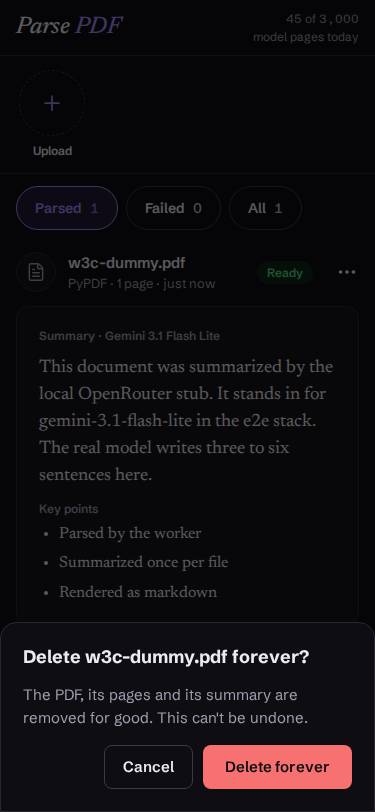 Parse PDF
45 of 3,000
model pages today
+
Upload
Parsed 1
Failed 0
All 1
w3c-dummy.pdf
PyPDF · 1 page · just now
Ready
Summary · Gemini 3.1 Flash Lite
This document was summarized by the
local OpenRouter stub. It stands in for
gemini-3.1-flash-lite in the e2e stack.
The real model writes three to six
sentences here.
Key points
• Parsed by the worker
• Summarized once per file
• Rendered as markdown
Delete w3c-dummy.pdf forever?
The PDF, its pages and its summary are
removed for good. This can't be undone.
Cancel
Delete forever